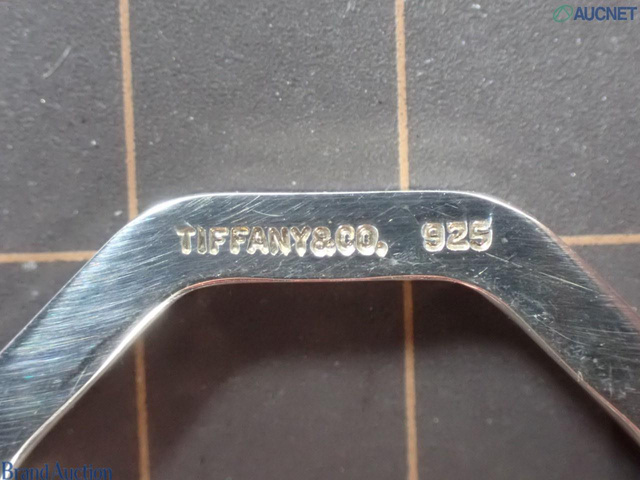 AUCNET
TIFFANY&CO. 925
Brand Auction